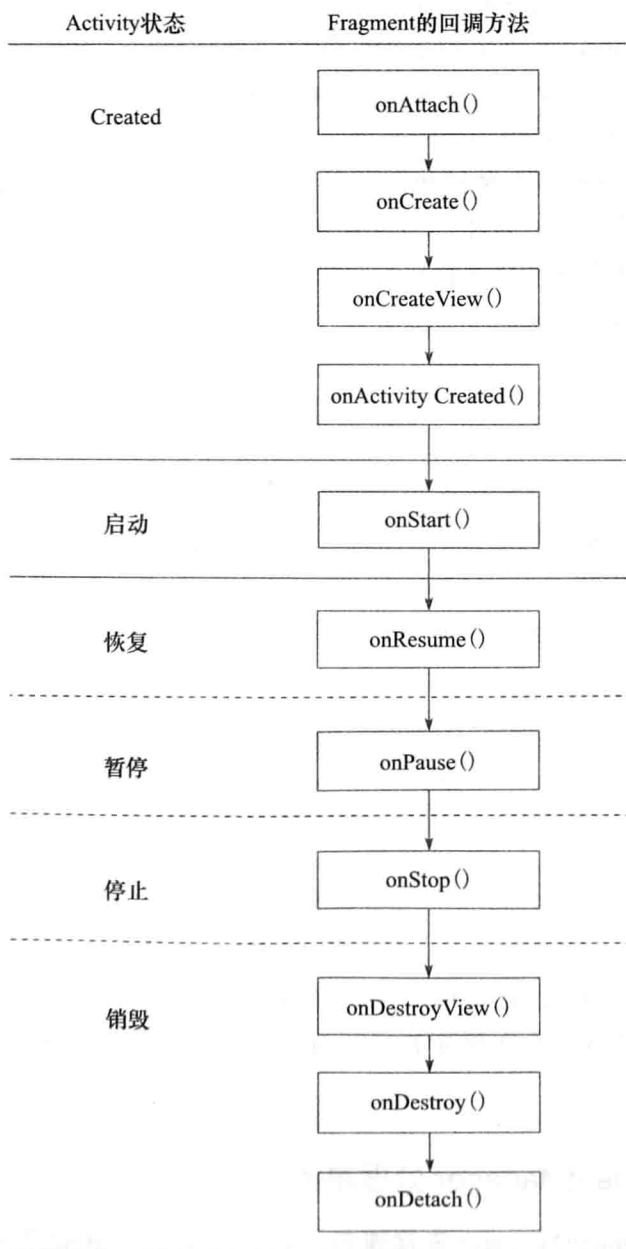 Activity状态 Fragment的回调方法
Created
onAttach()
onCreate()
onCreateView()
onActivity Created()
启动
onStart()
恢复
onResume()
暂停
onPause()
停止
onStop()
销毁
onDestroyView()
onDestroy()
onDetach()